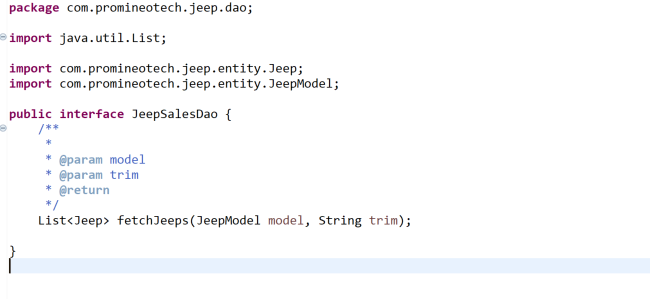 package com.promineotech.jeep.dao;
import java.util.List;
import com.promineotech.jeep.entity.Jeep;
import com.promineotech.jeep.entity.JeepModel;
public interface JeepSalesDao {
/**
*
* @param model
* @param trim
* @return
*/
List<Jeep> fetchJeeps(JeepModel model, String trim);
}